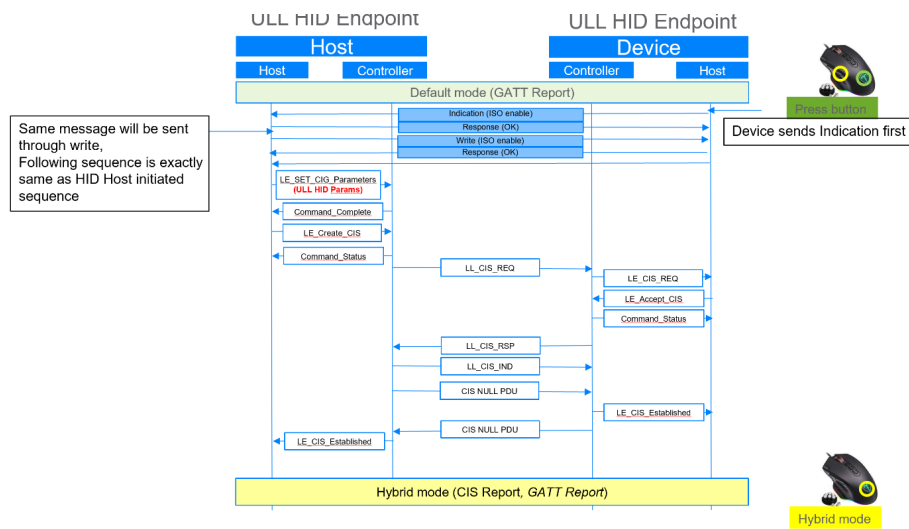 ULL HID Endpoint
ULL HID Endpoint
Host
Device
Host
Controller
Controller
Host
Default mode (GATT Report)
Press button
Indication (ISO enable)
Response (OK)
Write (ISO enable)
Response (OK)
Device sends Indication first
Same message will be sent
through write,
Following sequence is exactly
same as HID Host initiated
sequence
LE_SET_CIG_Parameters
(ULL HID Params)
Command_Complete
LE_Create_CIS
Command_Status
LL_CIS_REQ
LE_CIS_REQ
LE_Accept_CIS
Command_Status
LL_CIS_RSP
LL_CIS_IND
CIS NULL PDU
LE_CIS_Established
CIS NULL PDU
LE_CIS_Established
Hybrid mode (CIS Report, GATT Report)
Hybrid mode